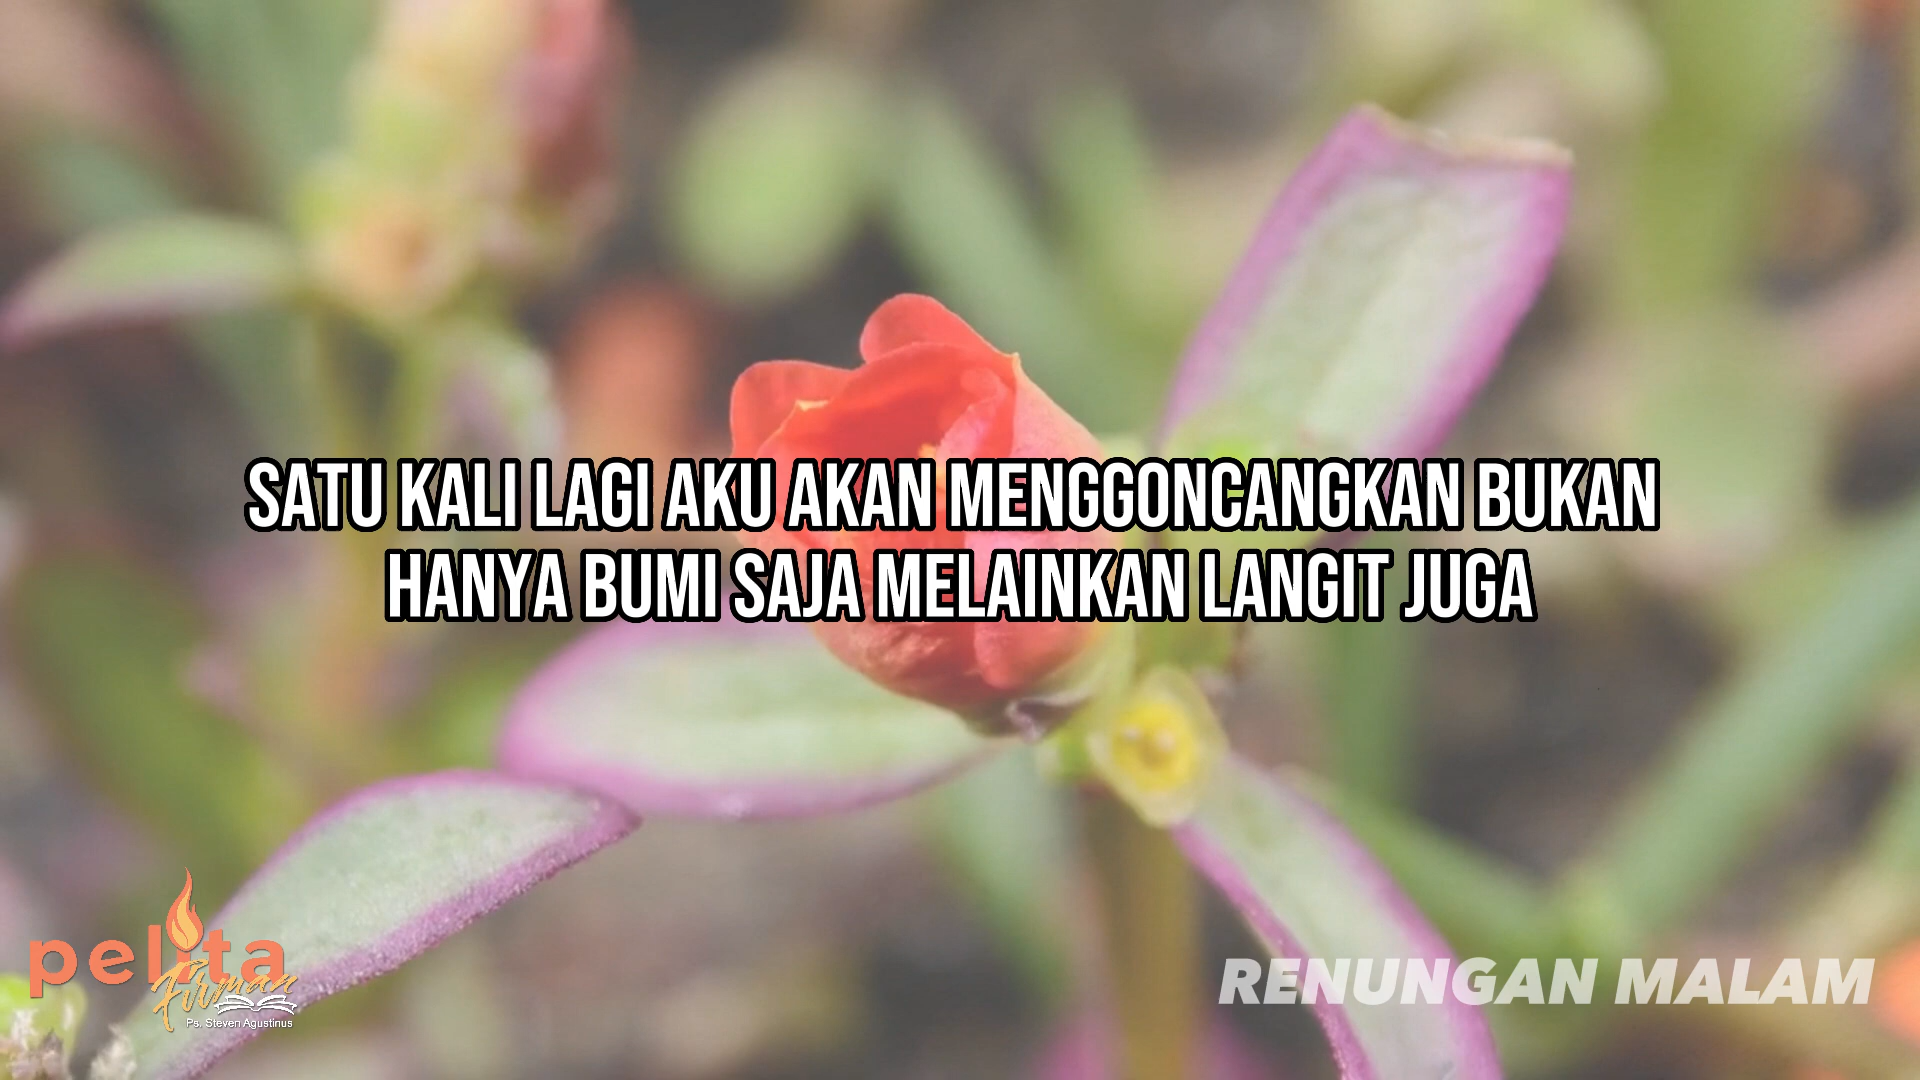 SATU KALI LAGI AKU AKAN MENGGONCANGKAN BUKAN
HANYA BUMI SAJA MELAINKAN LANGIT JUGA
pelita
Firman
Ps. Steven Agustinus
RENUNGAN MALAM